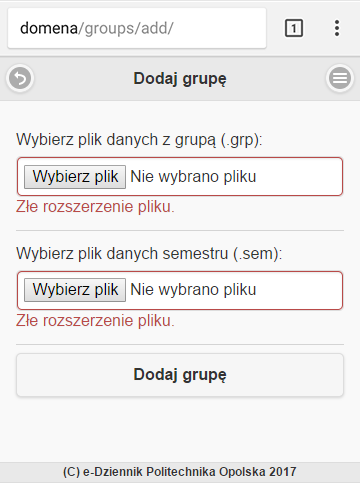 domena/groups/add/
1
Dodaj grupę
Wybierz plik danych z grupą (.grp):
Wybierz plik Nie wybrano pliku
Złe rozszerzenie pliku.
Wybierz plik danych semestru (.sem):
Wybierz plik Nie wybrano pliku
Złe rozszerzenie pliku.
Dodaj grupę
(C) e-Dziennik Politechnika Opolska 2017